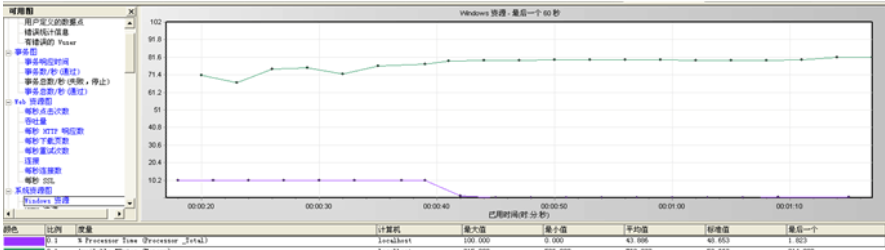 可用图
用户定义的数据点
错误统计信息
有错误的 Vuser
事务图
事务响应时间
事务数/秒(通过)
事务总数/秒(失败，停止)
事务总数/秒(通过)
Web 资源图
每秒点击次数
吞吐量
每秒 HTTP 响应数
每秒下载页数
每秒重试次数
连接
每秒连接数
每秒 SSL
系统资源图
Windows 资源
Windows 资源 - 最后一个 60 秒
102
91.8
81.6
71.4
61.2
51
40.8
30.6
20.4
10.2
00:00:20 00:00:30 00:00:40 00:00:50 00:01:00 00:01:10
已用时间(时:分:秒)
颜色 比例 度量 计算机 最大值 最小值 平均值 标准值 最后一个
0.1 % Processor Time (Processor _Total) localhost 100.000 0.000 43.886 48.653 1.823